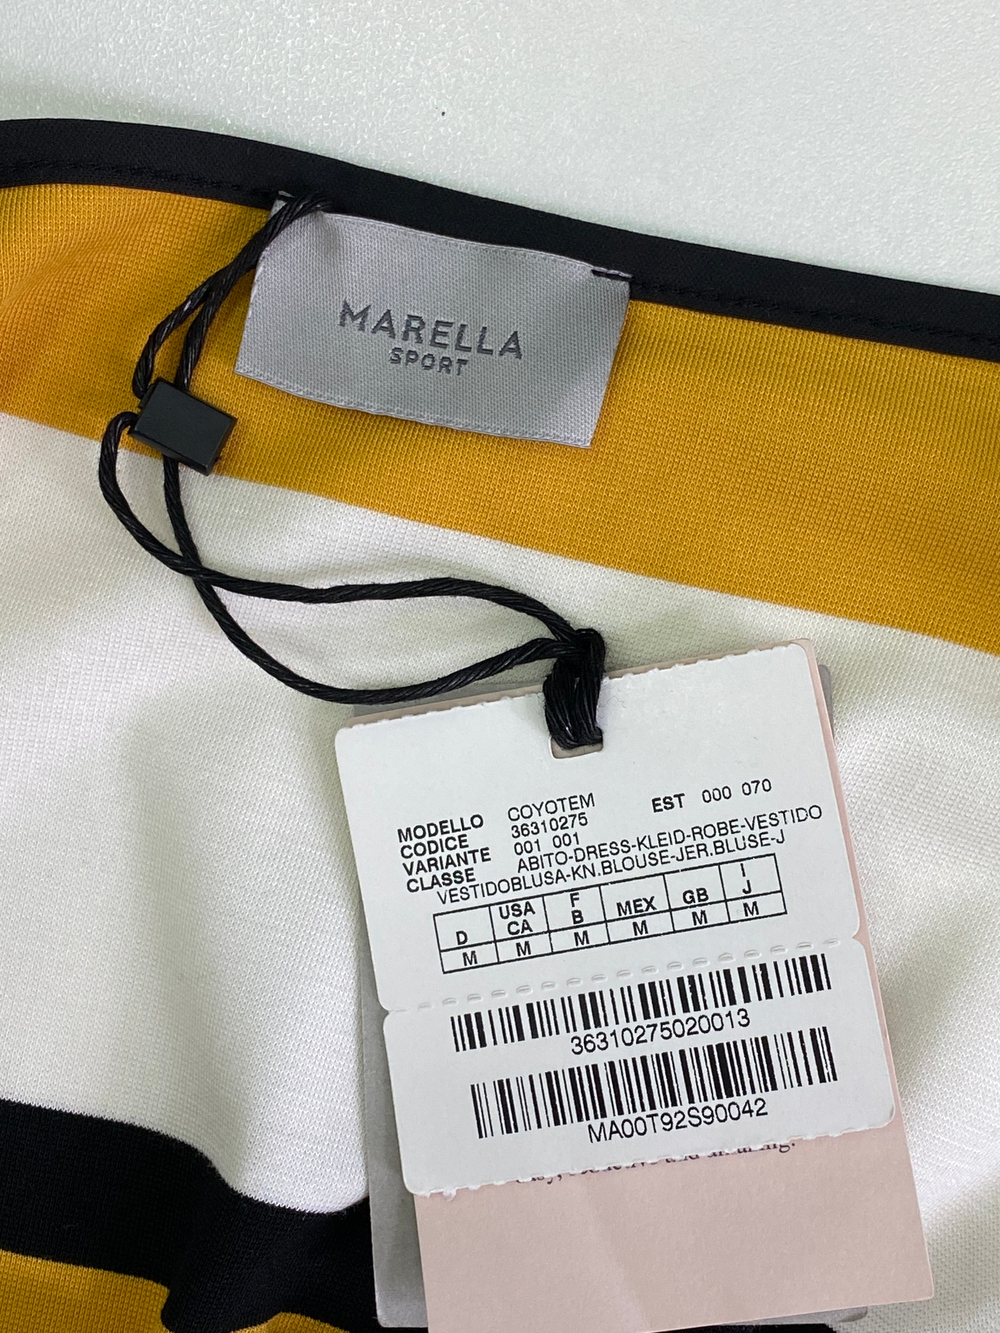 MARELLA
SPORT
MODELLO COYOTEM EST 000 070
CODICE 36310275
VARIANTE 001 001
CLASSE ABITO-DRESS-KLEID-ROBE-VESTIDO
VESTIDOBLUSA-KN.BLOUSE-JER.BLUSE-J
D USA CA F B MEX GB I J
M M M M M M
36310275020013
MA00T92S90042